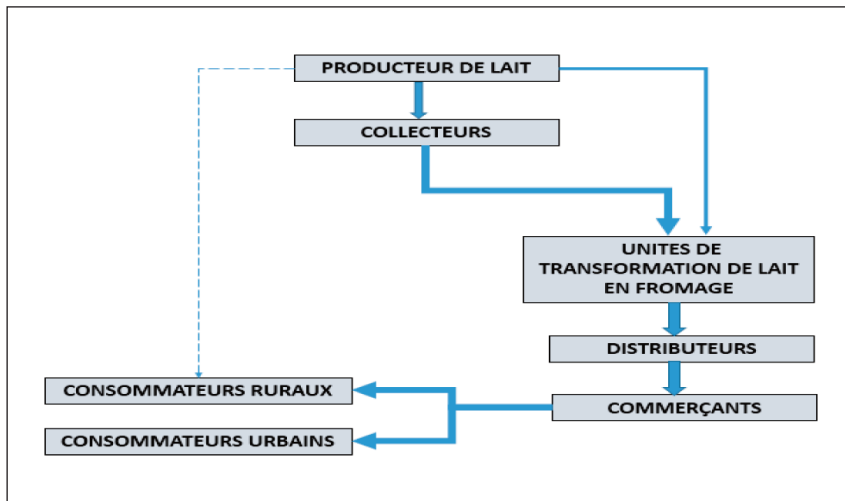 PRODUCTEUR DE LAIT
COLLECTEURS
UNITES DE
TRANSFORMATION DE LAIT
EN FROMAGE
DISTRIBUTEURS
CONSOMMATEURS RURAUX
COMMERÇANTS
CONSOMMATEURS URBAINS